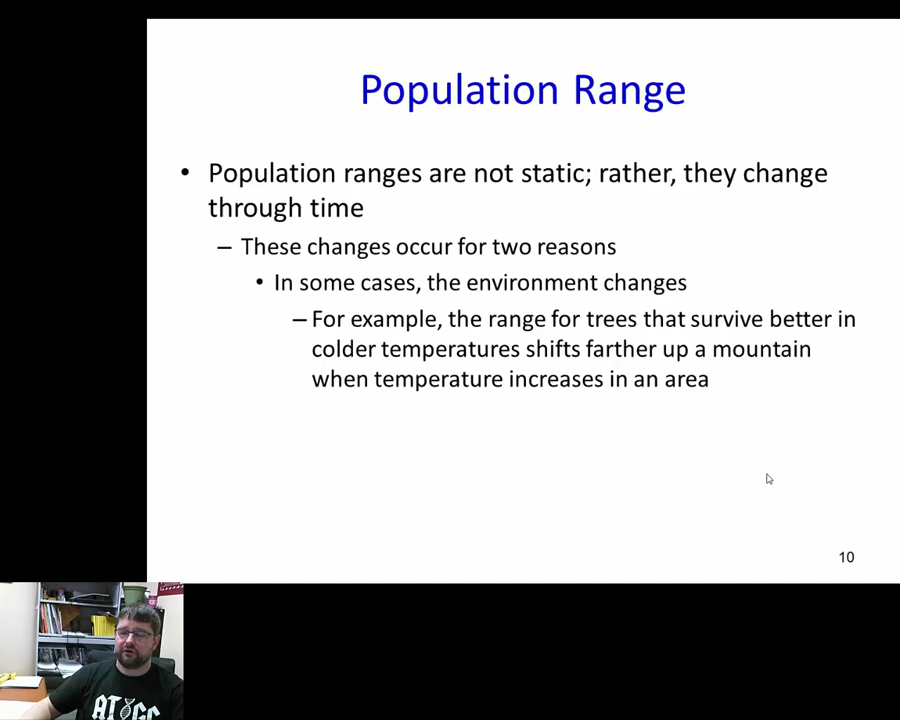 Population Range
• Population ranges are not static; rather, they change
through time
– These changes occur for two reasons
• In some cases, the environment changes
– For example, the range for trees that survive better in
colder temperatures shifts farther up a mountain
when temperature increases in an area
10
AT GC